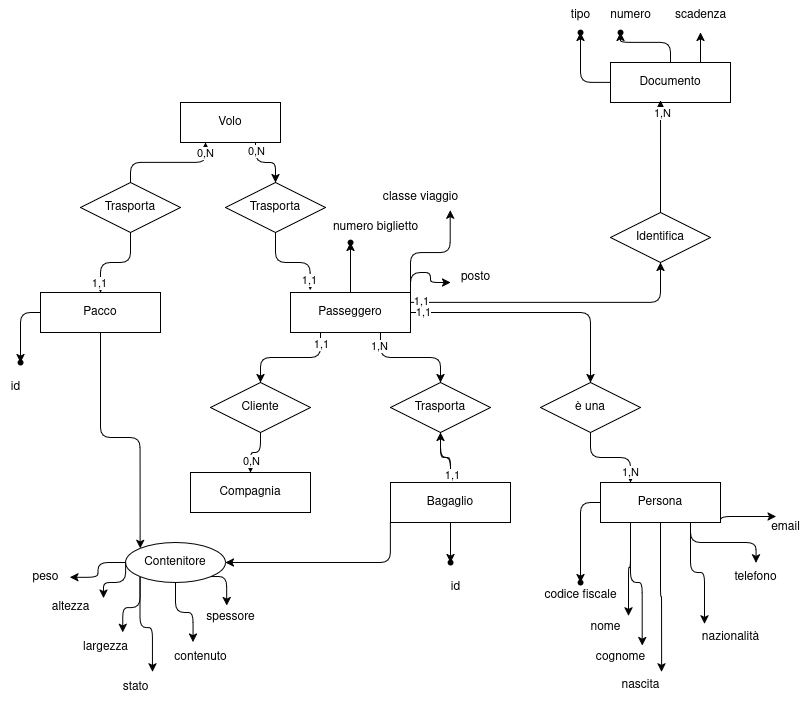 tipo
numero
scadenza
Documento
1,N
Volo
0,N
0,N
Trasporta
Trasporta
classe viaggio
numero biglietto
posto
Identifica
1,1
1,1
Pacco
Passeggero
1,1
1,1
id
1,1
1,N
Cliente
Trasporta
è una
0,N
1,1
1,N
Compagnia
Bagaglio
Persona
email
Contenitore
peso
altezza
largezza
stato
contenuto
spessore
id
codice fiscale
nome
cognome
nascita
nazionalità
telefono